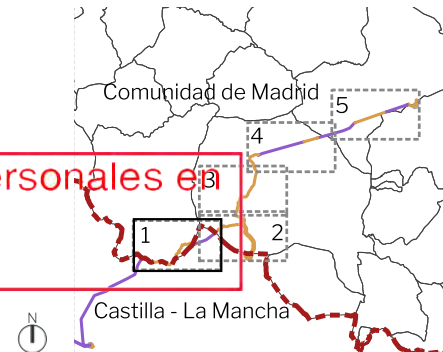 Comunidad de Madrid
5
4
ersonales en
3
1
2
Castilla - La Mancha
N